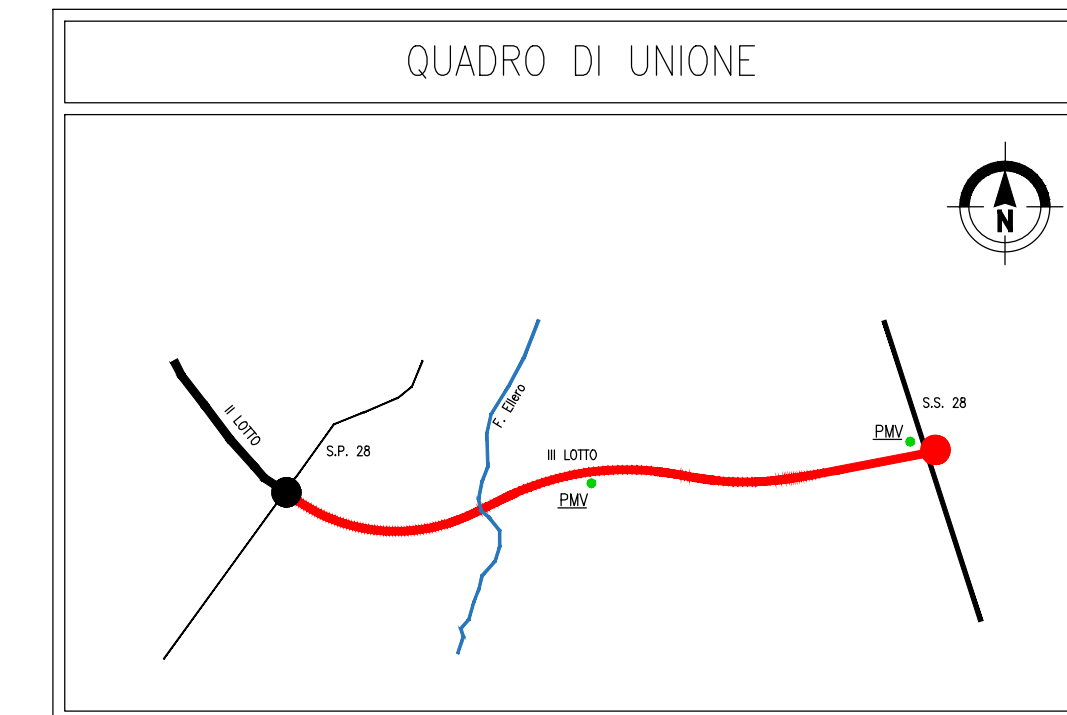 QUADRO DI UNIONE
N
II LOTTO
S.P. 28
F. Ellero
III LOTTO
PMV
PMV
S.S. 28